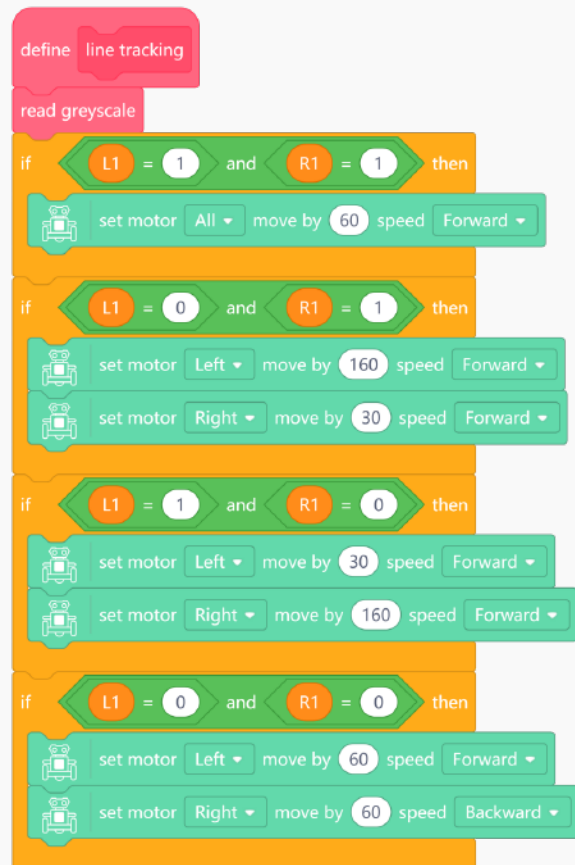 define line tracking
read greyscale
if L1 = 1 and R1 = 1 then
set motor All move by 60 speed Forward
if L1 = 0 and R1 = 1 then
set motor Left move by 160 speed Forward
set motor Right move by 30 speed Forward
if L1 = 1 and R1 = 0 then
set motor Left move by 30 speed Forward
set motor Right move by 160 speed Forward
if L1 = 0 and R1 = 0 then
set motor Left move by 60 speed Forward
set motor Right move by 60 speed Backward